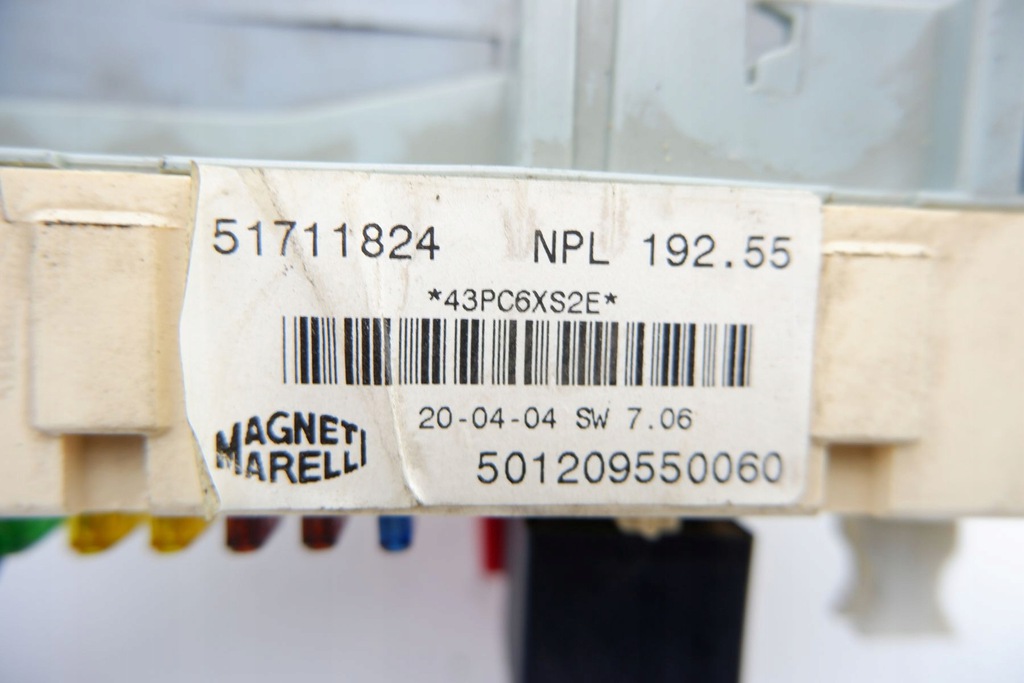 51711824 NPL 192.55
*43PC6XS2E*
20-04-04 SW 7.06
MAGNETI
MARELLI
501209550060